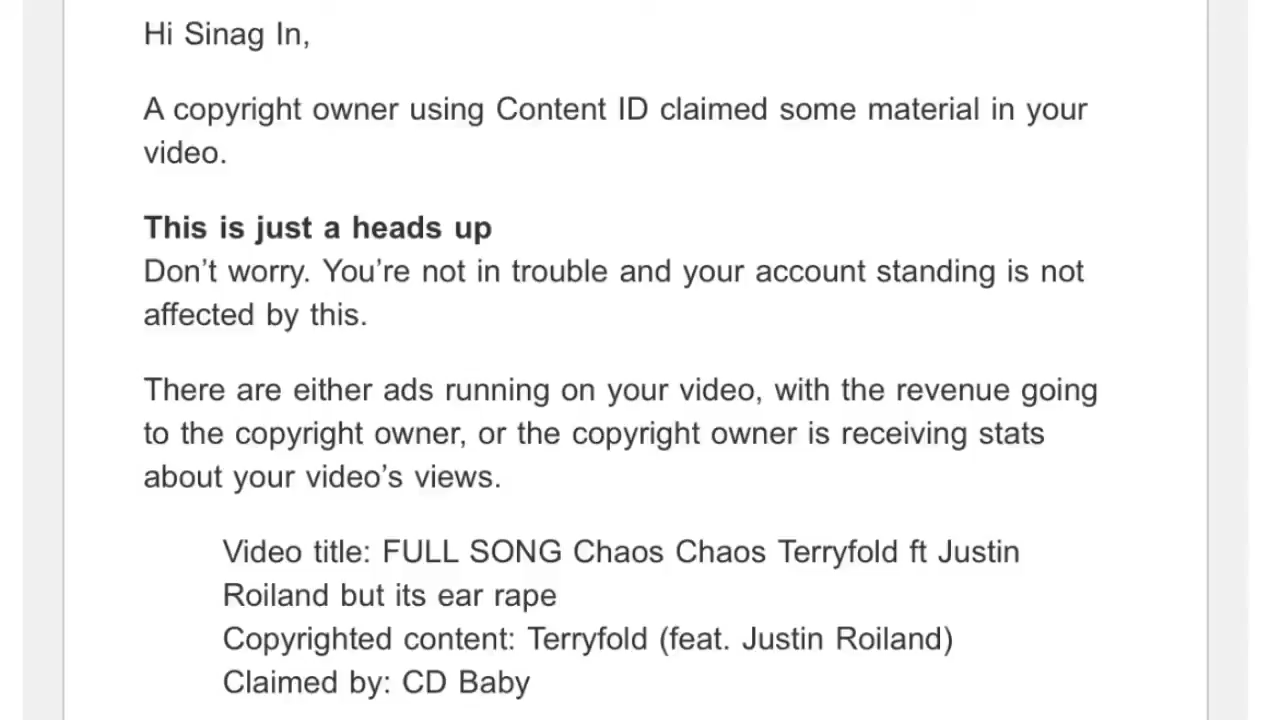 Hi Sinag In,
A copyright owner using Content ID claimed some material in your
video.
This is just a heads up
Don’t worry. You’re not in trouble and your account standing is not
affected by this.
There are either ads running on your video, with the revenue going
to the copyright owner, or the copyright owner is receiving stats
about your video’s views.
Video title: FULL SONG Chaos Chaos Terryfold ft Justin
Roiland but its ear rape
Copyrighted content: Terryfold (feat. Justin Roiland)
Claimed by: CD Baby